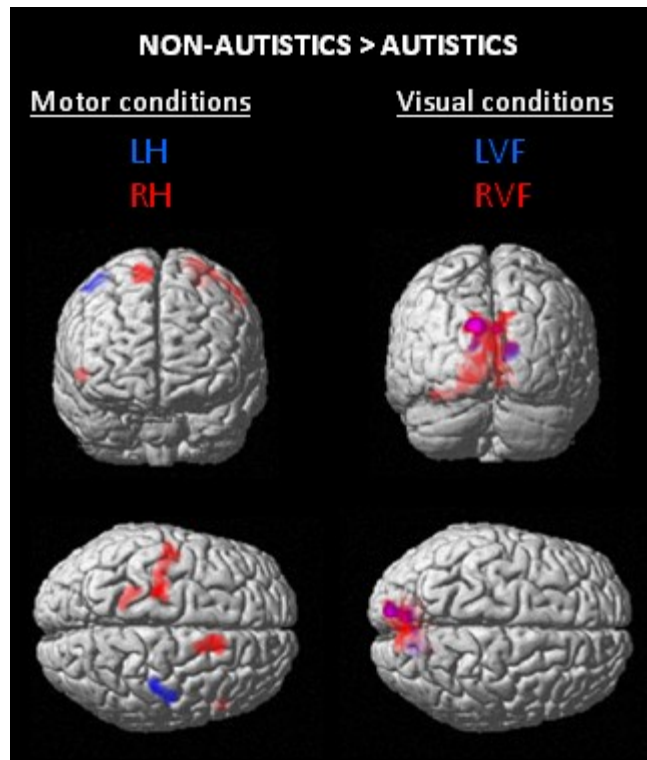 NON-AUTISTICS > AUTISTICS
Motor conditions
LH
RH
Visual conditions
LVF
RVF